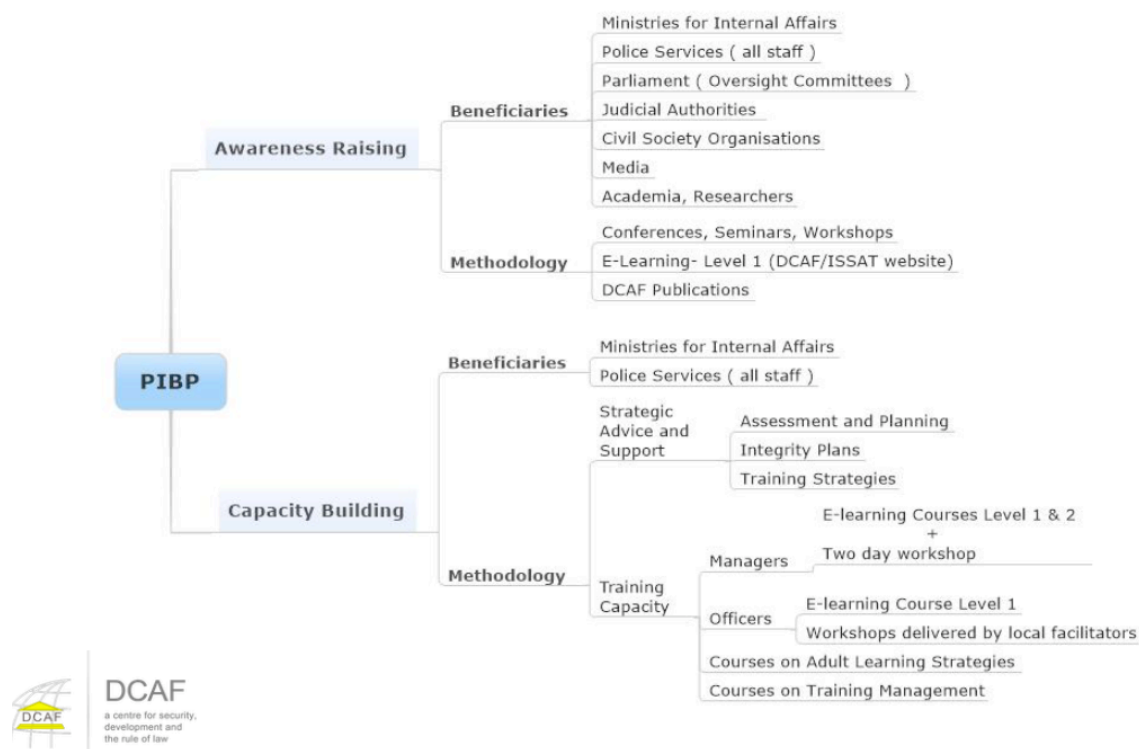 Ministries for Internal Affairs
Police Services ( all staff )
Parliament ( Oversight Committees  )
Beneficiaries
Judicial Authorities
Awareness Raising
Civil Society Organisations
Media
Academia, Researchers
Conferences, Seminars, Workshops
Methodology
E-Learning- Level 1 (DCAF/ISSAT website)
DCAF Publications
PIBP
Ministries for Internal Affairs
Beneficiaries
Police Services ( all staff )
Capacity Building
Methodology
Strategic
Advice and
Support
Assessment and Planning
Integrity Plans
Training Strategies
Training
Capacity
Managers
E-learning Courses Level 1 & 2
+
Two day workshop
Officers
E-learning Course Level 1
Workshops delivered by local facilitators
Courses on Adult Learning Strategies
Courses on Training Management
DCAF
DCAF
a centre for security,
development and
the rule of law